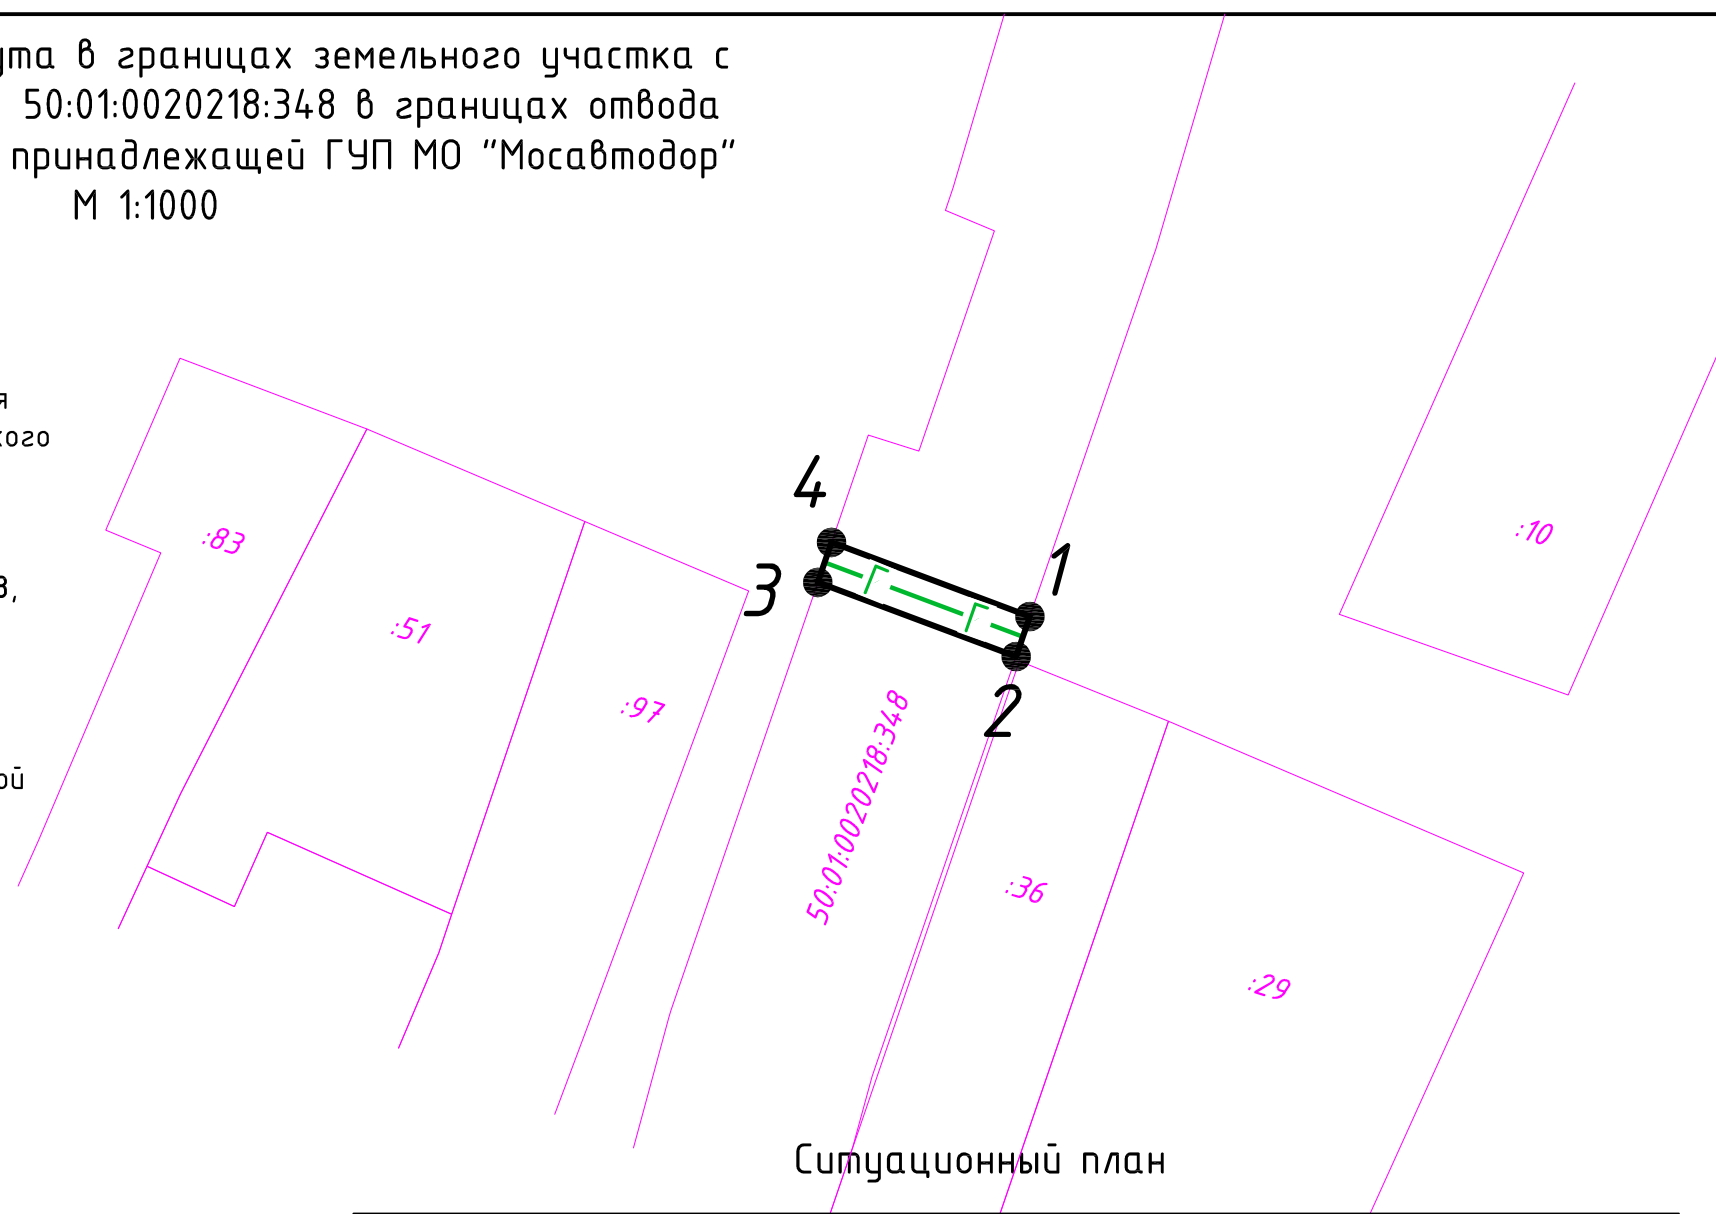 в границах земельного участка с
50:01:0020218:348 в границах отвода
принадлежащей ГУП МО "Мосавтодор"
М 1:1000
4
1
3
2
:83
:51
:97
:10
50:01:0020218:348
:36
:29
Ситуационный план